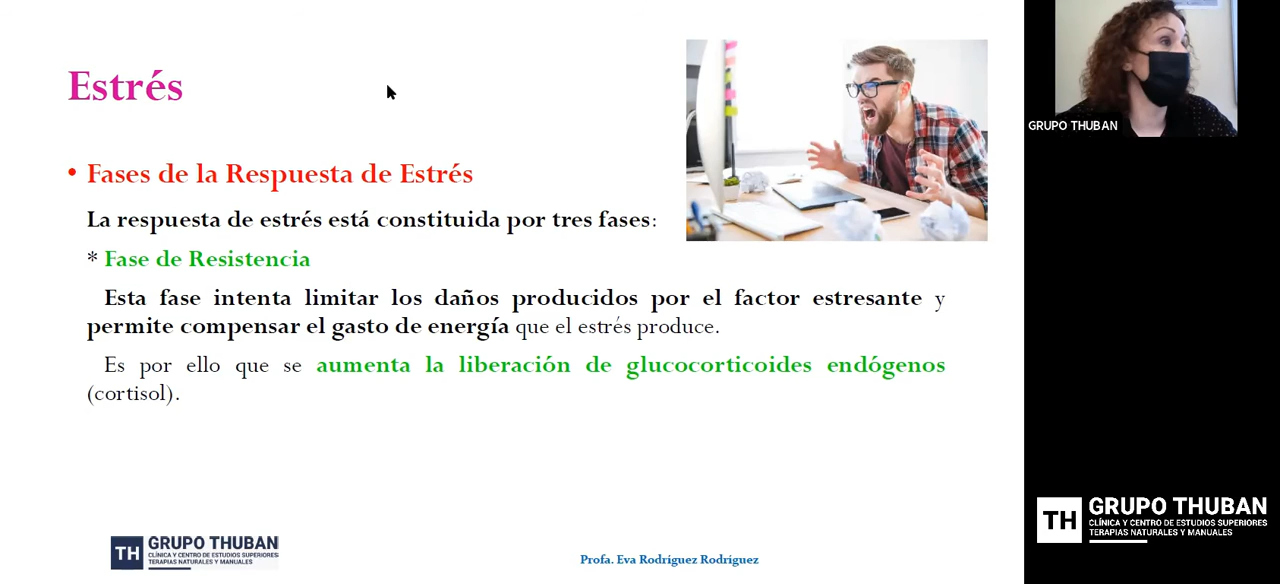 Estrés
• Fases de la Respuesta de Estrés
La respuesta de estrés está constituida por tres fases:
* Fase de Resistencia
Esta fase intenta limitar los daños producidos por el factor estresante y
permite compensar el gasto de energía que el estrés produce.
Es por ello que se aumenta la liberación de glucocorticoides endógenos
(cortisol).
TH GRUPO THUBAN
CLÍNICA Y CENTRO DE ESTUDIOS SUPERIORES
TERAPIAS NATURALES Y MANUALES
Profa. Eva Rodríguez Rodríguez
GRUPO THUBAN
TH GRUPO THUBAN
CLÍNICA Y CENTRO DE ESTUDIOS SUPERIORES
TERAPIAS NATURALES Y MANUALES